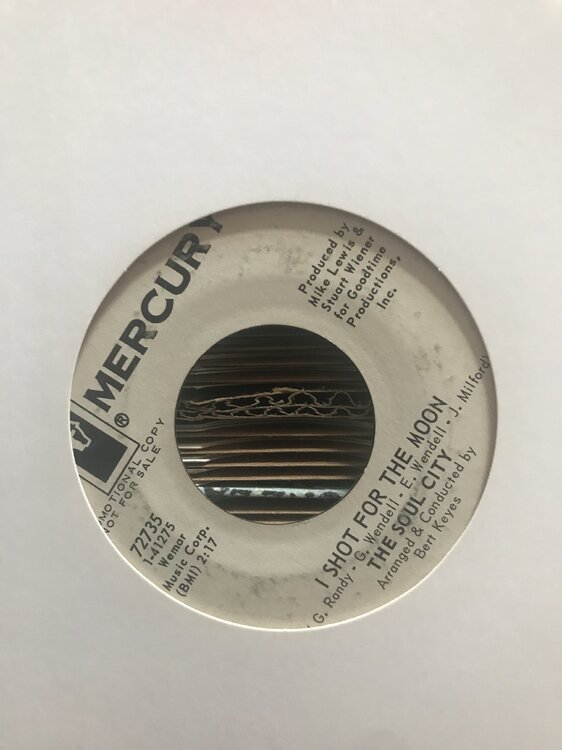 MERCURY
®
Produced by
Mike Lewis &
Stuart Wiener
for Goodtime
Productions,
Inc.
MOTIONAL COPY
NOT FOR SALE
72735
1-41275
Wemar
Music Corp.
(BMI) 2:17
I SHOT FOR THE MOON
G. Randy - G. Wendell - E. Wendell - J. Milford)
THE SOUL CITY
Arranged & Conducted by
Bert Keyes